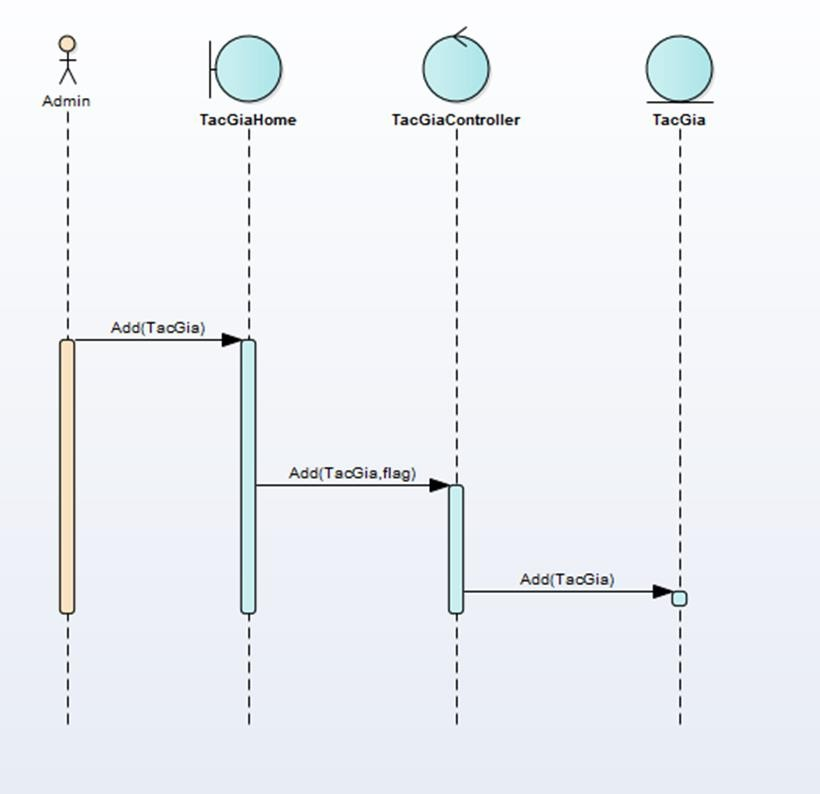 Admin
TacGiaHome
TacGiaController
TacGia
Add(TacGia)
Add(TacGia,flag)
Add(TacGia)